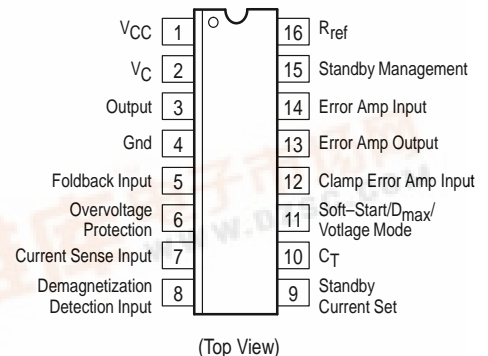 VCC 1
VC 2
Output 3
Gnd 4
Foldback Input 5
Overvoltage
Protection 6
Current Sense Input 7
Demagnetization
Detection Input 8
16 Rref
15 Standby Management
14 Error Amp Input
13 Error Amp Output
12 Clamp Error Amp Input
11 Soft–Start/Dmax/
Votlage Mode
10 CT
9 Standby
Current Set
(Top View)